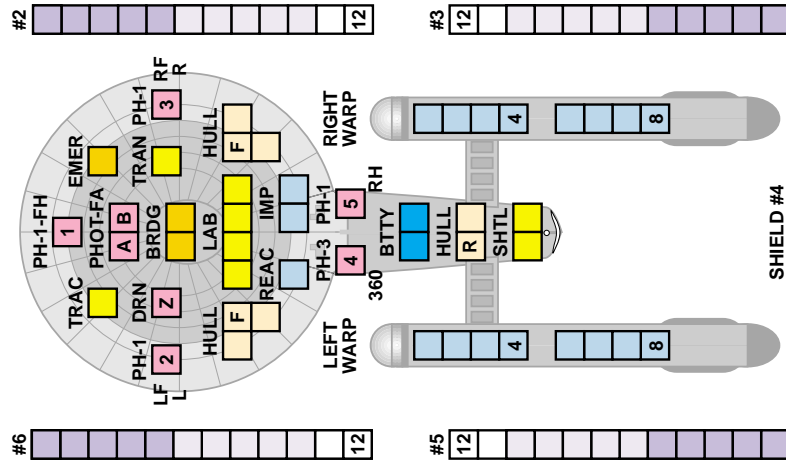 #2
12
#3
12
PH-1-FH
1
EMER
PHOT-FA
A
B
TRAC
TRAN
PH-1
RF
R
3
BRDG
DRN
Z
PH-1
LF
L
2
HULL
F
LAB
HULL
F
IMP
REAC
PH-3
360
4
PH-1
RH
5
RIGHT
WARP
4
8
LEFT
WARP
4
8
BTTY
HULL
R
SHTL
SHIELD #4
#6
12
#5
12